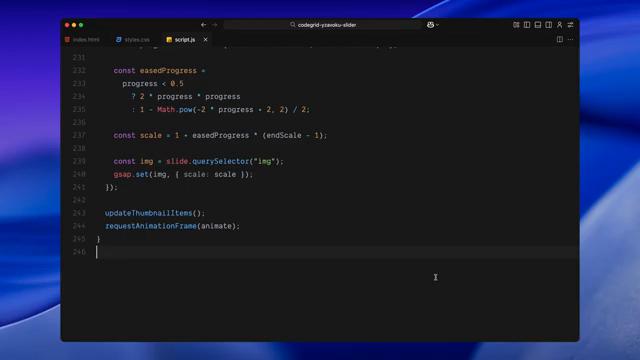 codegrid-yzavoku-slider
index.html
styles.css
script.js
231
232 const easedProgress =
233 progress < 0.5
234 ? 2 * progress * progress
235 : 1 - Math.pow(-2 * progress + 2, 2) / 2;
236
237 const scale = 1 + easedProgress * (endScale - 1);
238
239 const img = slide.querySelector("img");
240 gsap.set(img, { scale: scale });
241 });
242
243 updateThumbnailItems();
244 requestAnimationFrame(animate);
245 }
246